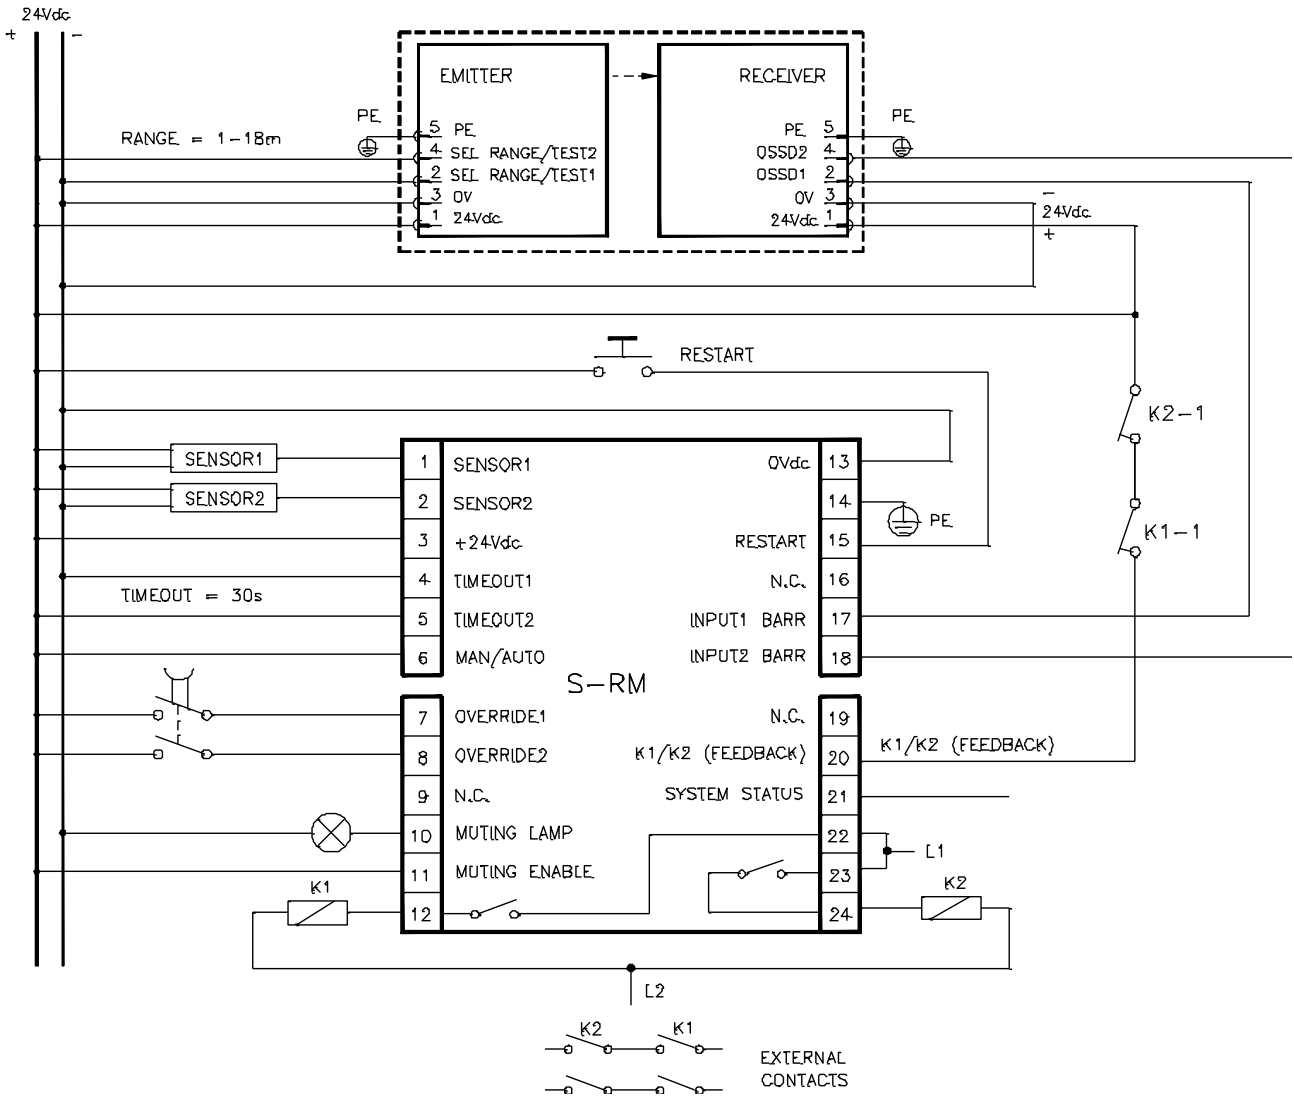 24Vdc
+ -
EMITTER
RECEIVER
RANGE = 1-18m
PE
5 PE
4 SEL RANGE/TEST2
2 SEL RANGE/TEST1
3 0V
1 24Vdc
PE 5
OSSD2 4
OSSD1 2
0V 3
24Vdc 1
PE
-
24Vdc
+
RESTART
K2-1
K1-1
SENSOR1
SENSOR2
TIMEOUT = 30s
1 SENSOR1
2 SENSOR2
3 +24Vdc
4 TIMEOUT1
5 TIMEOUT2
6 MAN/AUTO
0Vdc 13
14
PE
RESTART 15
N.C. 16
INPUT1 BARR 17
INPUT2 BARR 18
S-RM
7 OVERRIDE1
8 OVERRIDE2
9 N.C.
10 MUTING LAMP
11 MUTING ENABLE
12
N.C. 19
K1/K2 (FEEDBACK) 20
K1/K2 (FEEDBACK)
SYSTEM STATUS 21
22
23
24
L1
K1
K2
L2
K2 K1
EXTERNAL
CONTACTS